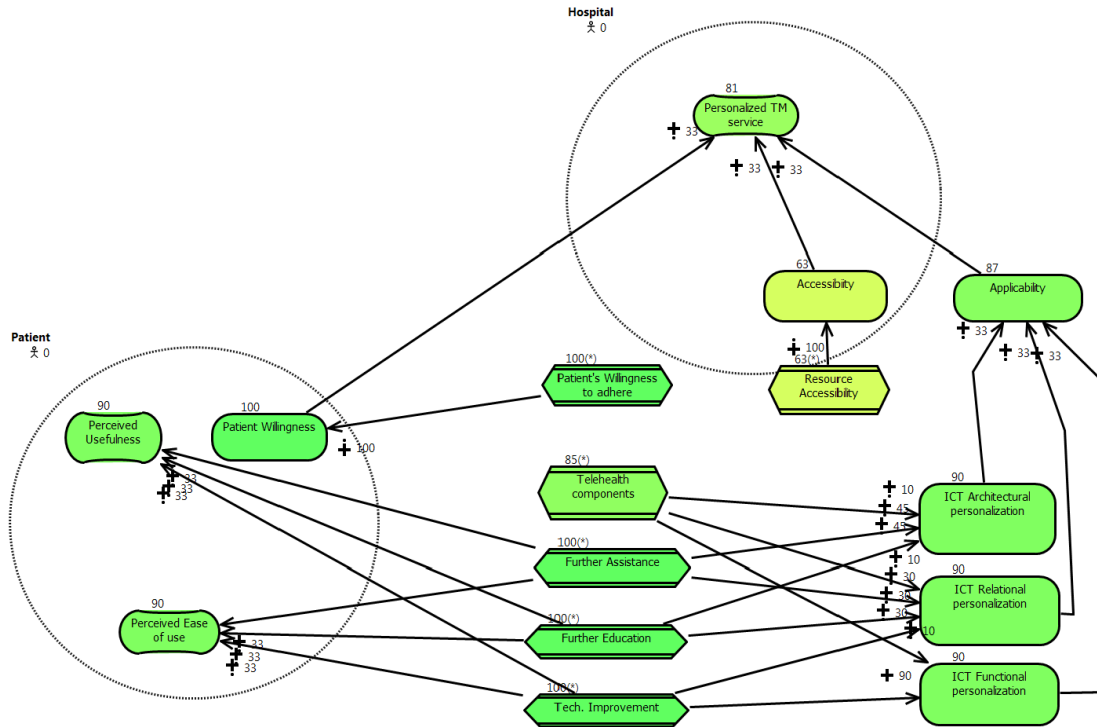 Hospital
0
81
Personalized TM
service
33
33
33
63
Accessibiity
87
Applicability
33
33
33
100
63(*)
Resource
Accessibility
Patient
0
100(*)
Patient's Willingness
to adhere
90
Perceived
Usefulness
100
Patient Willingness
100
33
33
33
85(*)
Telehealth
components
10
45
45
90
ICT Architectural
personalization
100(*)
Further Assistance
10
30
30
30
10
90
ICT Relational
personalization
90
Perceived Ease
of use
33
33
33
100(*)
Further Education
90
90
ICT Functional
personalization
100(*)
Tech. Improvement